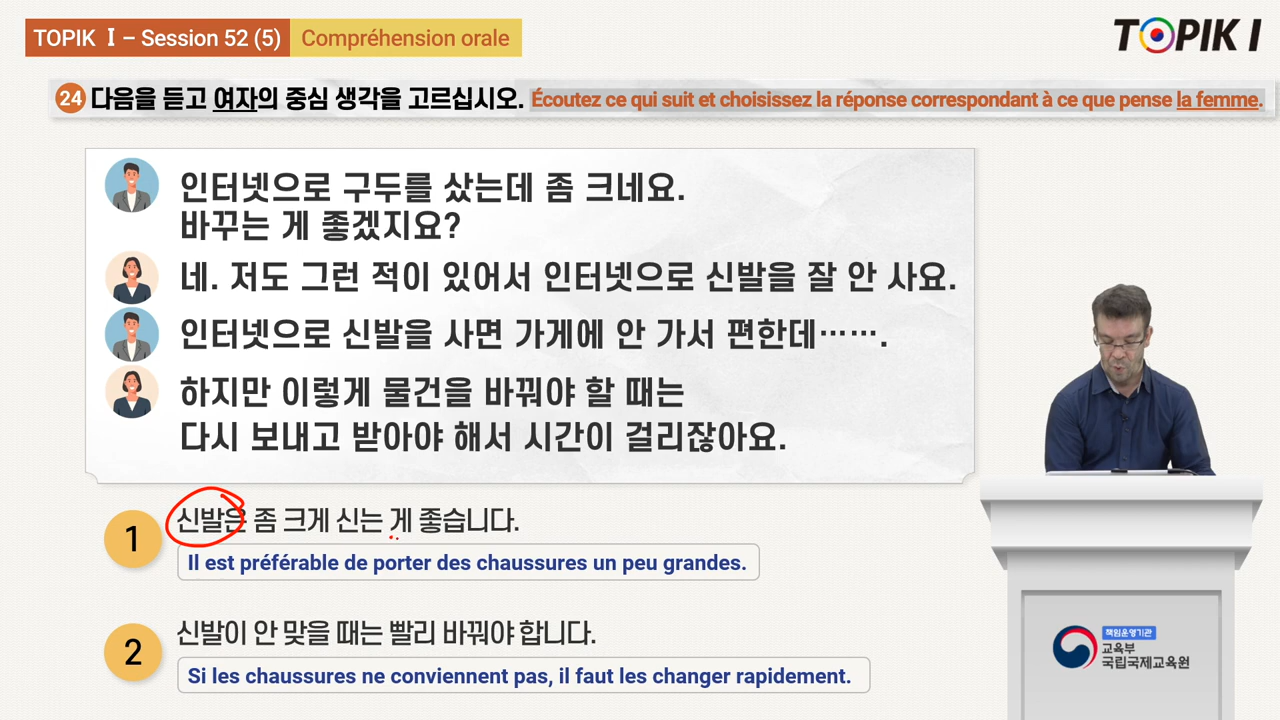 TOPIK Ⅰ – Session 52 (5) Compréhension orale
TOPIK I
24 다음을 듣고 여자의 중심 생각을 고르십시오. Écoutez ce qui suit et choisissez la réponse correspondant à ce que pense la femme.
인터넷으로 구두를 샀는데 좀 크네요.
바꾸는 게 좋겠지요?
네. 저도 그런 적이 있어서 인터넷으로 신발을 잘 안 사요.
인터넷으로 신발을 사면 가게에 안 가서 편한데⋯⋯.
하지만 이렇게 물건을 바꿔야 할 때는
다시 보내고 받아야 해서 시간이 걸리잖아요.
1 신발은 좀 크게 신는 게 좋습니다.
Il est préférable de porter des chaussures un peu grandes.
2 신발이 안 맞을 때는 빨리 바꿔야 합니다.
Si les chaussures ne conviennent pas, il faut les changer rapidement.
책임운영기관
교육부
국립국제교육원